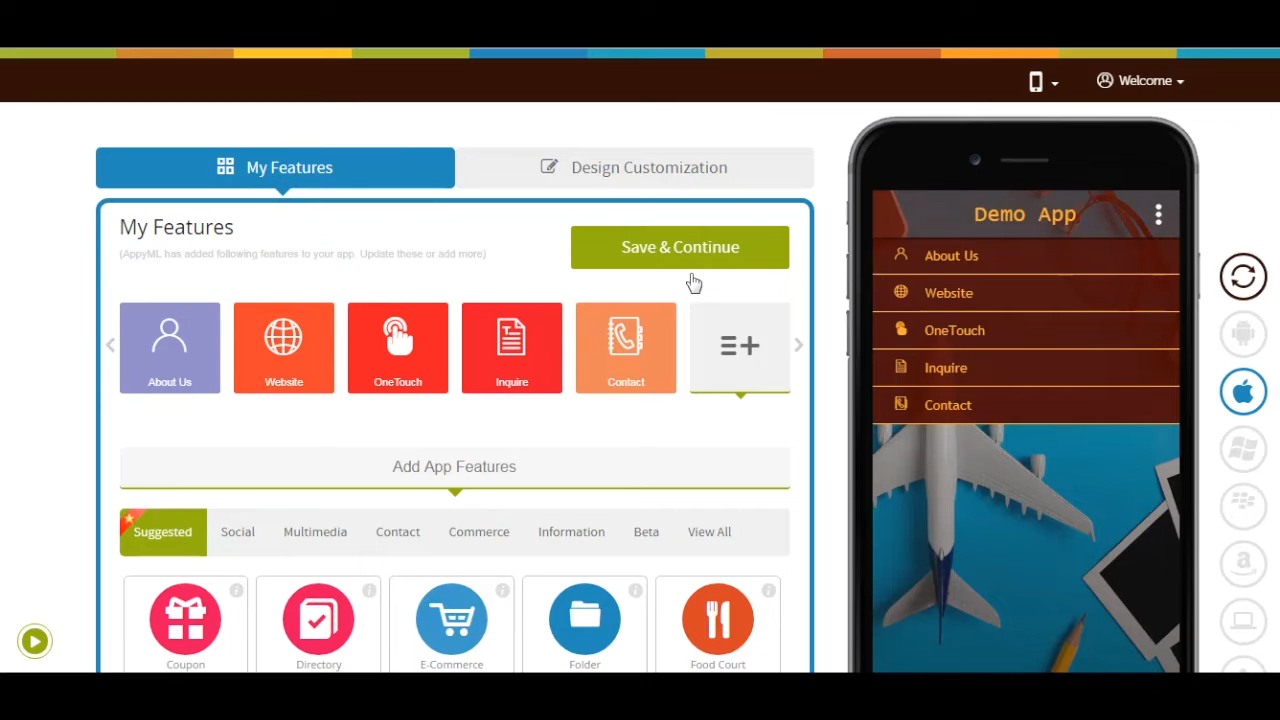 Welcome
My Features
Design Customization
My Features
(AppyML has added following features to your app. Update these or add more)
Save & Continue
About Us
Website
OneTouch
Inquire
Contact
Add App Features
Suggested
Social
Multimedia
Contact
Commerce
Information
Beta
View All
Coupon
Directory
E-Commerce
Folder
Food Court
Demo App
About Us
Website
OneTouch
Inquire
Contact